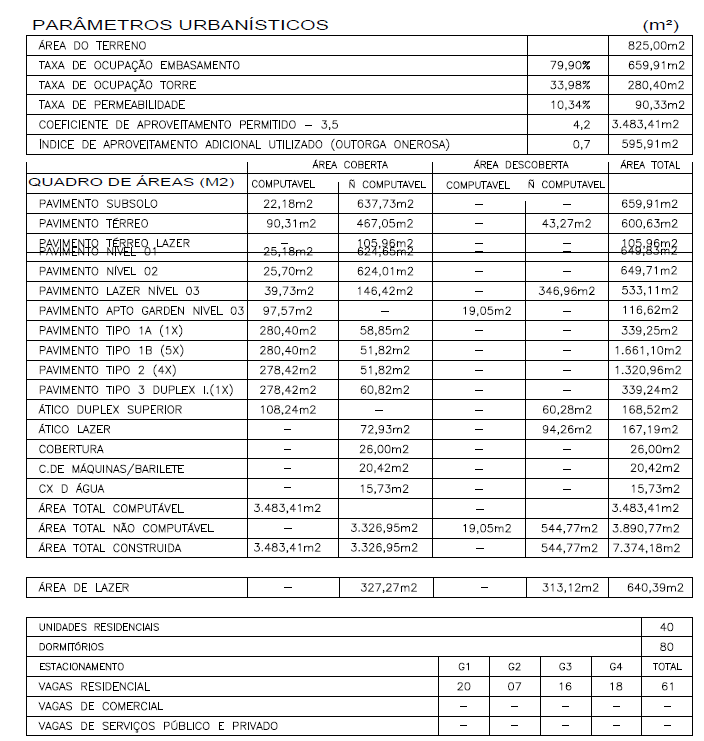 PARÂMETROS URBANÍSTICOS (m²)
ÁREA DO TERRENO 825,00m2
TAXA DE OCUPAÇÃO EMBASAMENTO 79,90% 659,91m2
TAXA DE OCUPAÇÃO TORRE 33,98% 280,40m2
TAXA DE PERMEABILIDADE 10,34% 90,33m2
COEFICIENTE DE APROVEITAMENTO PERMITIDO – 3,5 4,2 3.483,41m2
ÍNDICE DE APROVEITAMENTO ADICIONAL UTILIZADO (OUTORGA ONEROSA) 0,7 595,91m2
ÁREA COBERTA ÁREA DESCOBERTA ÁREA TOTAL
QUADRO DE ÁREAS (M2) COMPUTAVEL Ñ COMPUTAVEL COMPUTAVEL Ñ COMPUTAVEL
PAVIMENTO SUBSOLO 22,18m2 637,73m2 – – 659,91m2
PAVIMENTO TÉRREO 90,31m2 467,05m2 – 43,27m2 600,63m2
PAVIMENTO TÉRREO LAZER – 105,96m2 – – 105,96m2
PAVIMENTO NÍVEL 01 25,18m2 624,65m2 – – 649,83m2
PAVIMENTO NÍVEL 02 25,70m2 624,01m2 – – 649,71m2
PAVIMENTO LAZER NÍVEL 03 39,73m2 146,42m2 – 346,96m2 533,11m2
PAVIMENTO APTO GARDEN NIVEL 03 97,57m2 – 19,05m2 – 116,62m2
PAVIMENTO TIPO 1A (1X) 280,40m2 58,85m2 – – 339,25m2
PAVIMENTO TIPO 1B (5X) 280,40m2 51,82m2 – – 1.661,10m2
PAVIMENTO TIPO 2 (4X) 278,42m2 51,82m2 – – 1.320,96m2
PAVIMENTO TIPO 3 DUPLEX I.(1X) 278,42m2 60,82m2 – – 339,24m2
ÁTICO DUPLEX SUPERIOR 108,24m2 – – 60,28m2 168,52m2
ÁTICO LAZER – 72,93m2 – 94,26m2 167,19m2
COBERTURA – 26,00m2 – – 26,00m2
C.DE MÁQUINAS/BARILETE – 20,42m2 – – 20,42m2
CX D ÁGUA – 15,73m2 – – 15,73m2
ÁREA TOTAL COMPUTÁVEL 3.483,41m2 – 3.483,41m2
ÁREA TOTAL NÃO COMPUTÁVEL – 3.326,95m2 19,05m2 544,77m2 3.890,77m2
ÁREA TOTAL CONSTRUIDA 3.483,41m2 3.326,95m2 – 544,77m2 7.374,18m2
ÁREA DE LAZER – 327,27m2 – 313,12m2 640,39m2
UNIDADES RESIDENCIAIS 40
DORMITÓRIOS 80
ESTACIONAMENTO G1 G2 G3 G4 TOTAL
VAGAS RESIDENCIAL 20 07 16 18 61
VAGAS DE COMERCIAL – – – – –
VAGAS DE SERVIÇOS PÚBLICO E PRIVADO – – – – –